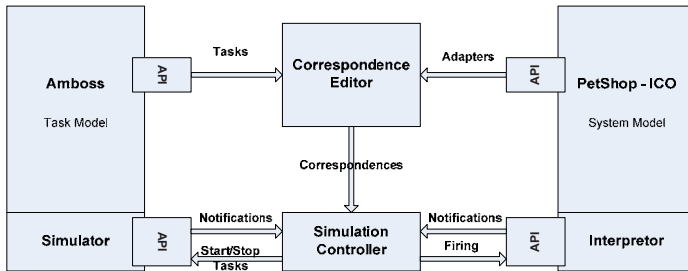 Amboss
Task Model
API
Tasks
Correspondence
Editor
Adapters
API
PetShop - ICO
System Model
Correspondences
Simulator
API
Notifications
Start/Stop
Tasks
Simulation
Controller
Notifications
Firing
API
Interpretor